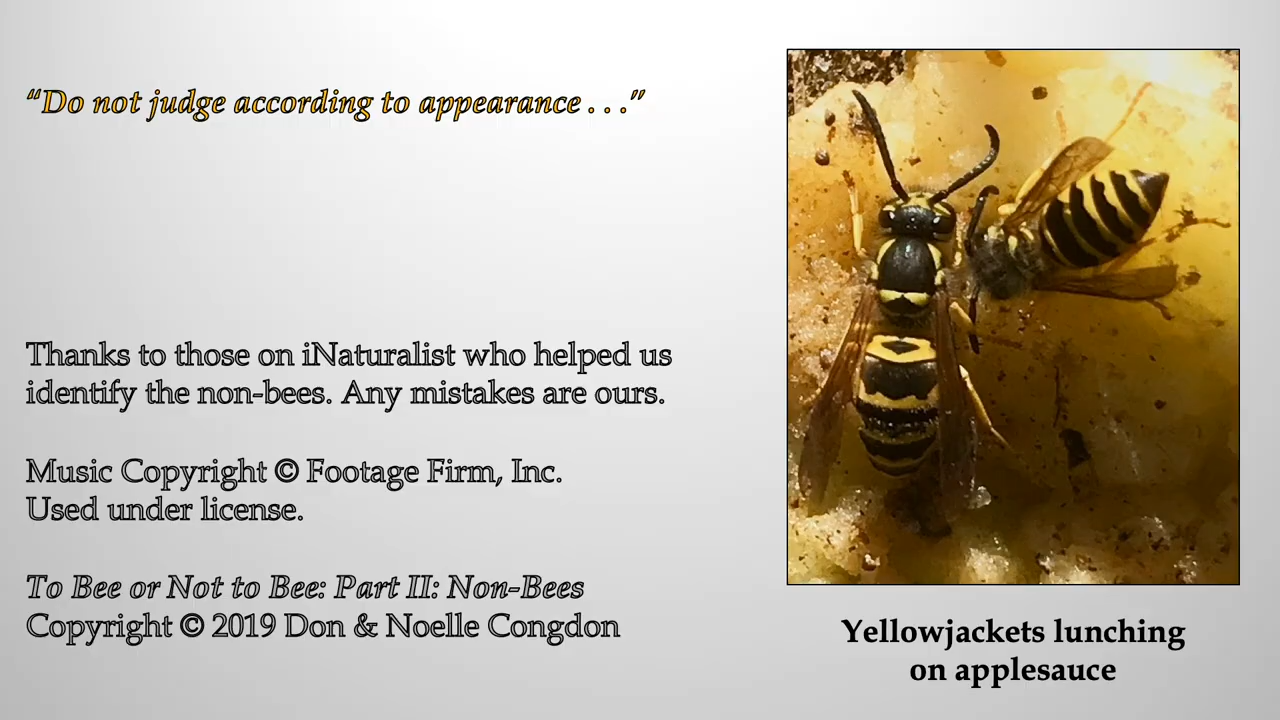 “Do not judge according to appearance . . .”
Thanks to those on iNaturalist who helped us
identify the non-bees. Any mistakes are ours.
Music Copyright © Footage Firm, Inc.
Used under license.
To Bee or Not to Bee: Part II: Non-Bees
Copyright © 2019 Don & Noelle Congdon
Yellowjackets lunching
on applesauce